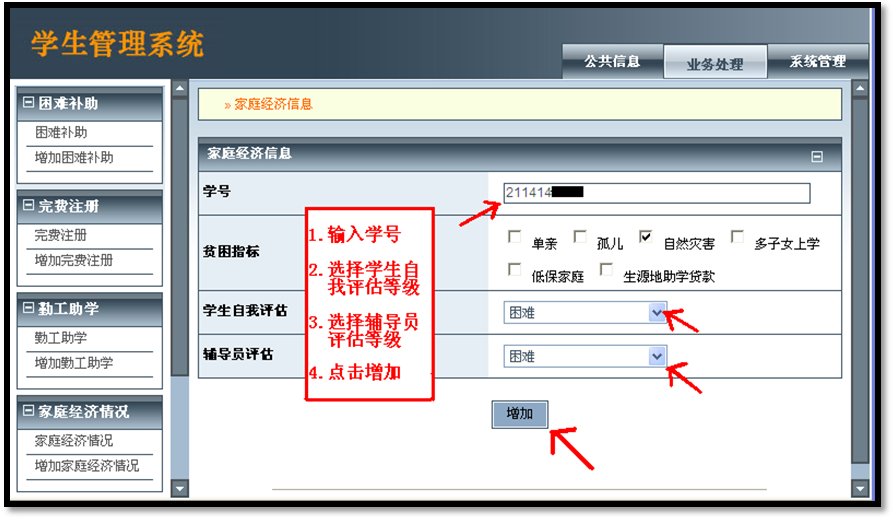 学生管理系统
公共信息 业务处理 系统管理
困难补助
困难补助
增加困难补助
完费注册
完费注册
增加完费注册
勤工助学
勤工助学
增加勤工助学
家庭经济情况
家庭经济情况
增加家庭经济情况
» 家庭经济信息
家庭经济信息
学号
211414
贫困指标
单亲 孤儿 自然灾害 多子女上学
低保家庭 生源地助学贷款
学生自我评估
困难
辅导员评估
困难
增加
1.输入学号
2.选择学生自
我评估等级
3.选择辅导员
评估等级
4.点击增加